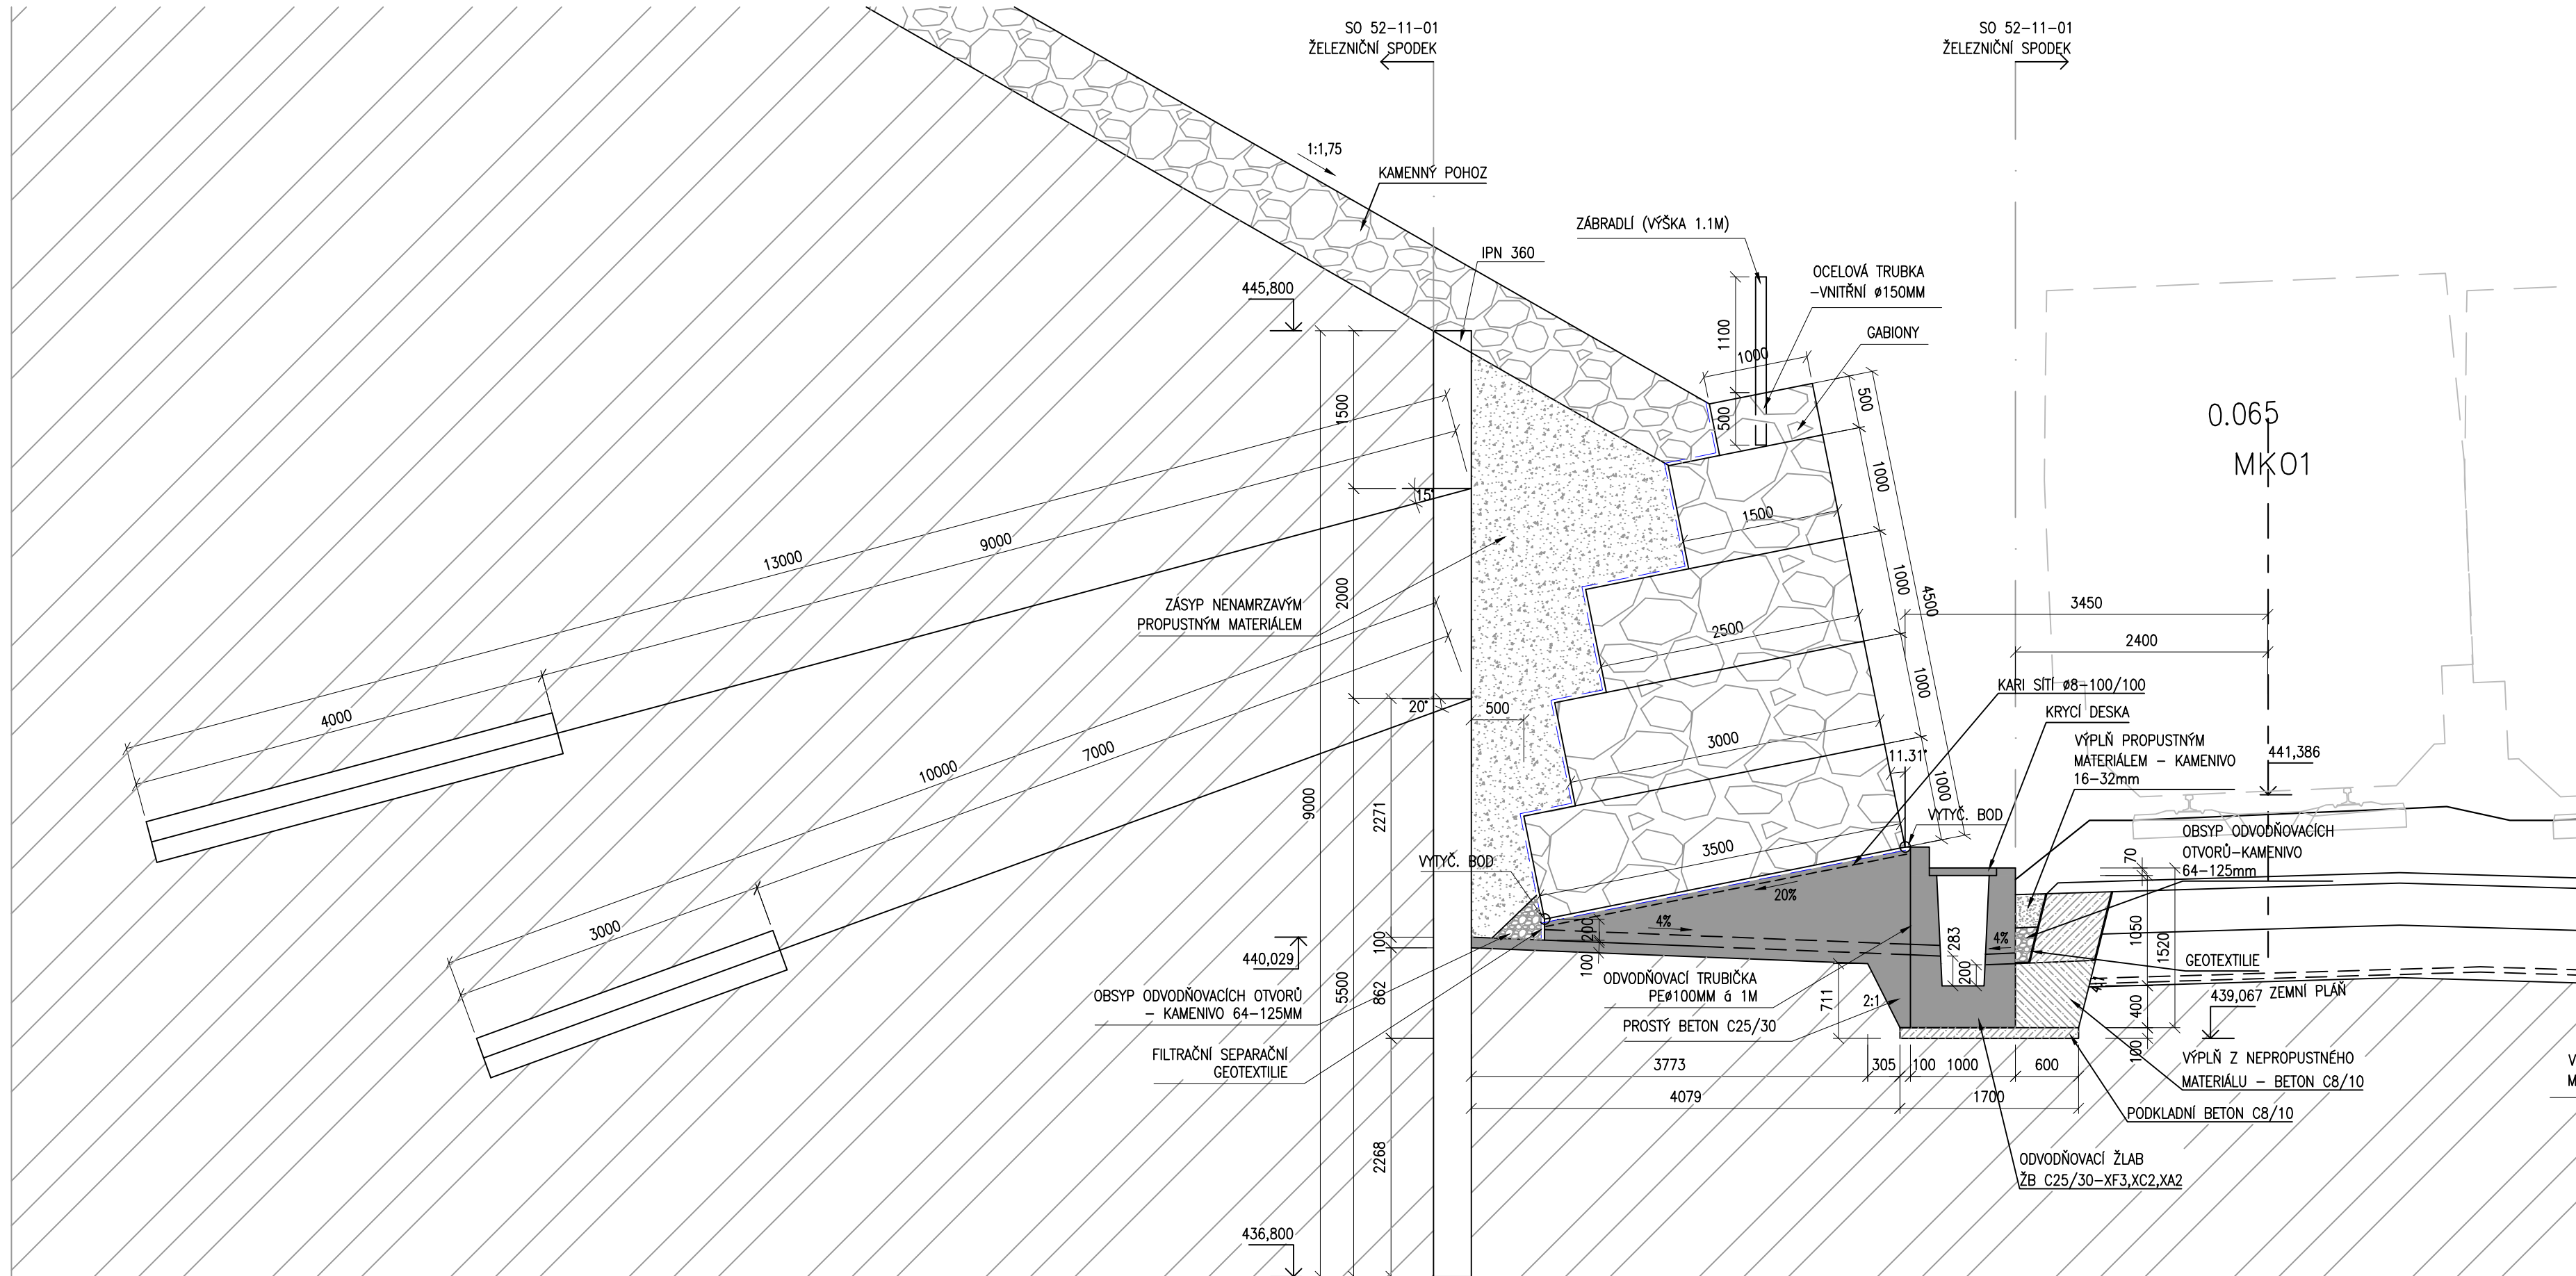 SO 52-11-01
ŽELEZNIČNÍ SPODEK
SO 52-11-01
ŽELEZNIČNÍ SPODEK
1:1,75
KAMENNÝ POHOZ
ZÁBRADLÍ (VÝŠKA 1.1M)
IPN 360
OCELOVÁ TRUBKA
-VNITŘNÍ ø150MM
GABIONY
445,800
1100
1000
500
500
1000
1500
1000
4500
2500
1000
3000
11.31°
1000
3500
0.065
MK01
3450
2400
1500
15°
13000
9000
4000
2000
ZÁSYP NENAMRZAVÝM
PROPUSTNÝM MATERIÁLEM
20°
500
10000
7000
3000
9000
2271
KARI SÍTÍ ø8-100/100
KRYCÍ DESKA
VÝPLŇ PROPUSTNÝM
MATERIÁLEM - KAMENIVO
16-32mm
441,386
VYTYČ. BOD
VYTYČ. BOD
OBSYP ODVODŇOVACÍCH
OTVORŮ-KAMENIVO
64-125mm
70
20%
4%
4%
200
100
283
200
1050
1520
400
100
440,029
100
5500
862
711
2:1
4:1
GEOTEXTILIE
439,067
ZEMNÍ PLÁŇ
ODVODŇOVACÍ TRUBIČKA
PEø100MM á 1M
PROSTÝ BETON C25/30
OBSYP ODVODŇOVACÍCH OTVORŮ
- KAMENIVO 64-125MM
FILTRAČNÍ SEPARAČNÍ
GEOTEXTILIE
3773
305
100
1000
600
4079
1700
VÝPLŇ Z NEPROPUSTNÉHO
MATERIÁLU - BETON C8/10
PODKLADNÍ BETON C8/10
2268
ODVODŇOVACÍ ŽLAB
ŽB C25/30-XF3,XC2,XA2
436,800
V
M